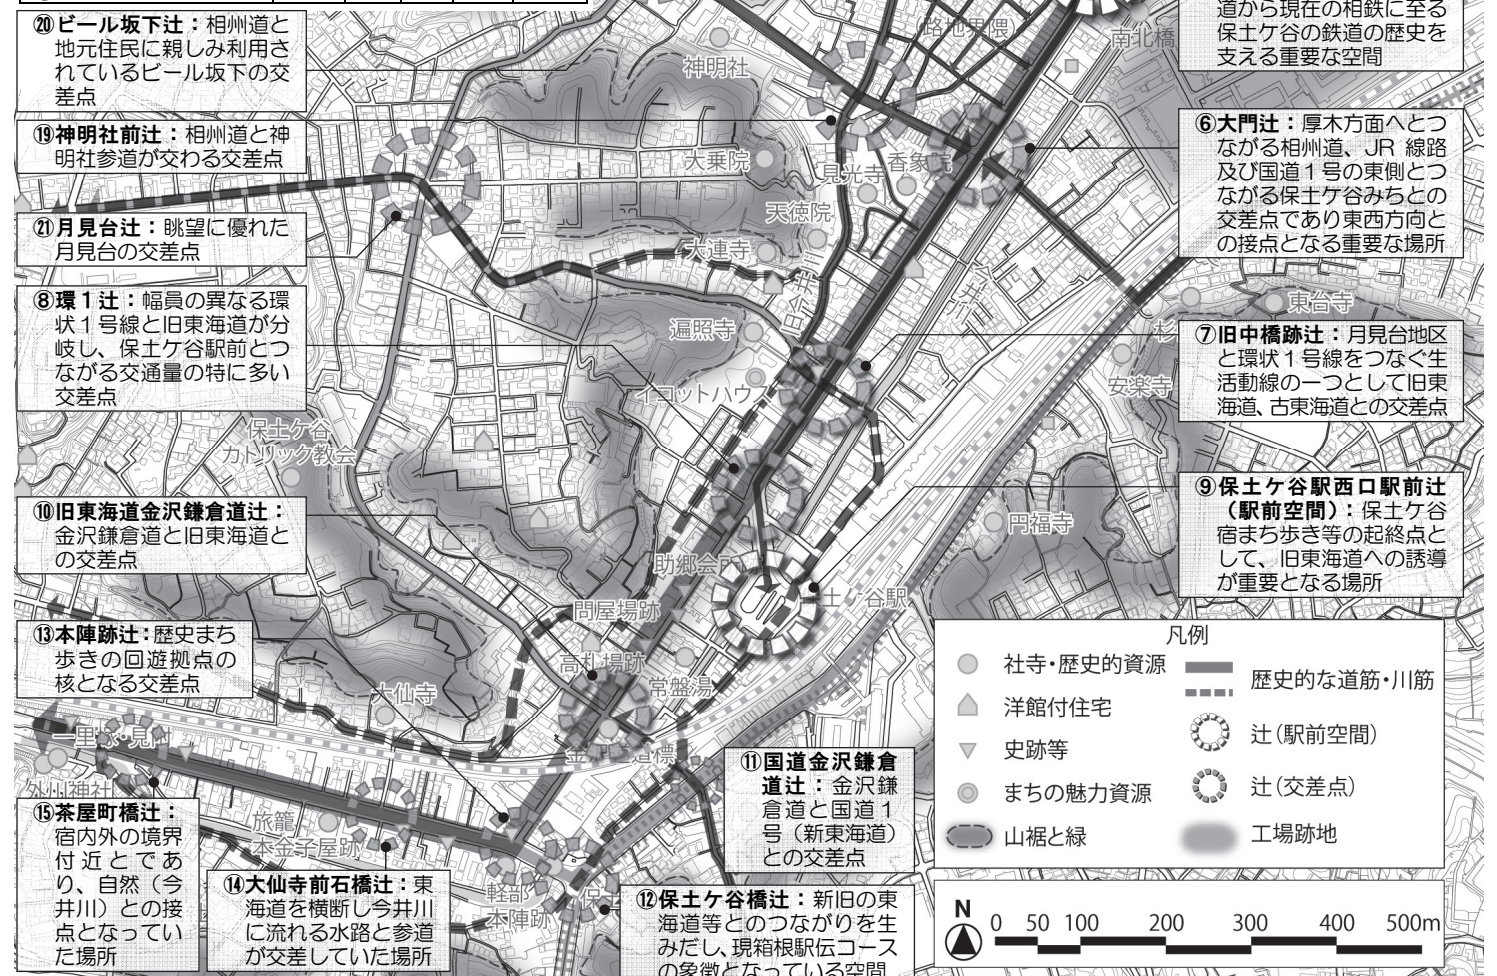 ⑳ビール坂下辻：相州道と
地元住民に親しみ利用さ
れているビール坂下の交
差点
⑲神明社前辻：相州道と神
明社参道が交わる交差点
㉑月見台辻：眺望に優れた
月見台の交差点
⑧環１辻：幅員の異なる環
状１号線と旧東海道が分
岐し、保土ケ谷駅前とつ
ながる交通量の特に多い
交差点
保土ケ谷
カトリック教会
⑩旧東海道金沢鎌倉道辻：
金沢鎌倉道と旧東海道と
の交差点
⑬本陣跡辻：歴史まち
歩きの回遊拠点の
核となる交差点
大仙寺
一里塚・見附
外川神社
⑮茶屋町橋辻：
宿内外の境界
付近とであ
り、自然（今
井川）との接
点となってい
た場所
旅籠
本金子屋跡
⑭大仙寺前石橋辻：東
海道を横断し今井川
に流れる水路と参道
が交差していた場所
軽部
本陣跡
神明社
大乗院
見光寺
香象院
天徳院
大連寺
旧今井川
今井川
遍照寺
イコットハウス
助郷会所
問屋場跡
高札場跡
常盤湯
(路地界隈)
南北橋
道から現在の相鉄に至る
保土ケ谷の鉄道の歴史を
支える重要な空間
⑥大門辻：厚木方面へとつ
ながる相州道、JR 線路
及び国道１号の東側とつ
ながる保土ケ谷みちとの
交差点であり東西方向と
の接点となる重要な場所
東台寺
⑦旧中橋跡辻：月見台地区
と環状１号線をつなぐ生
活動線の一つとして旧東
海道、古東海道との交差点
安楽寺
⑨保土ケ谷駅西口駅前辻
（駅前空間）：保土ケ谷
宿まち歩き等の起終点と
して、旧東海道への誘導
が重要となる場所
円福寺
土ケ谷駅
⑪国道金沢鎌倉
道辻：金沢鎌
倉道と国道１
号（新東海道）
との交差点
⑫保土ケ谷橋辻：新旧の東
海道等とのつながりを生
みだし、現箱根駅伝コース
の象徴となっている空間
凡例
社寺・歴史的資源
歴史的な道筋・川筋
洋館付住宅
辻（駅前空間）
史跡等
まちの魅力資源
辻（交差点）
山裾と緑
工場跡地
N
0 50 100 200 300 400 500m